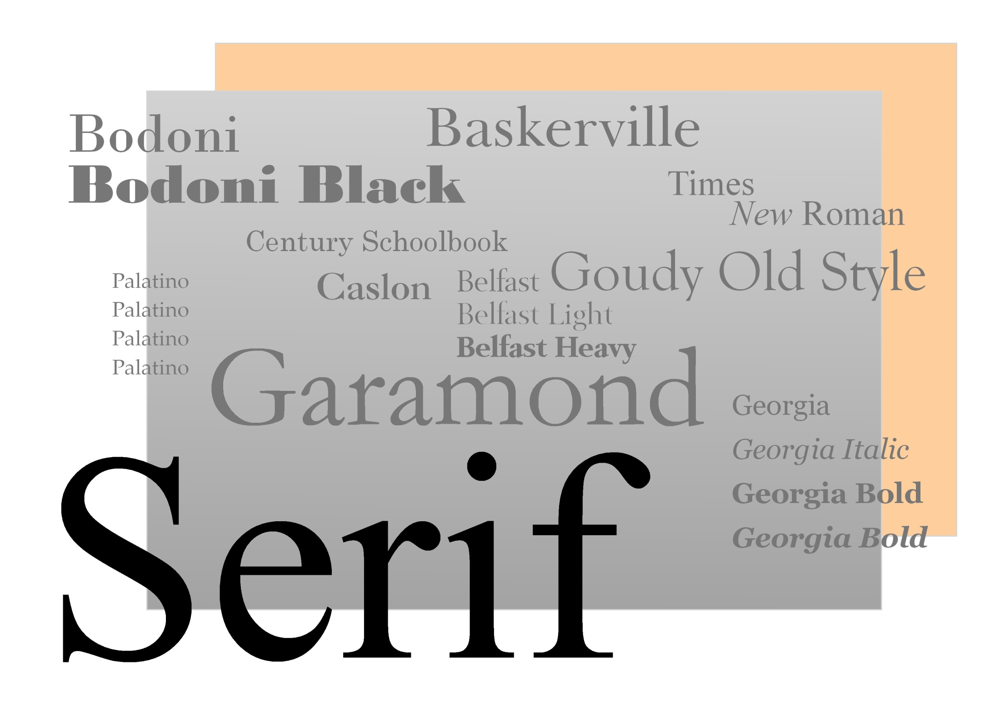 Bodoni
Baskerville
Bodoni Black
Times
New Roman
Century Schoolbook
Goudy Old Style
Palatino
Caslon
Belfast
Palatino
Belfast Light
Palatino
Belfast Heavy
Palatino
Garamond
Georgia
Georgia Italic
Georgia Bold
Georgia Bold
Serif